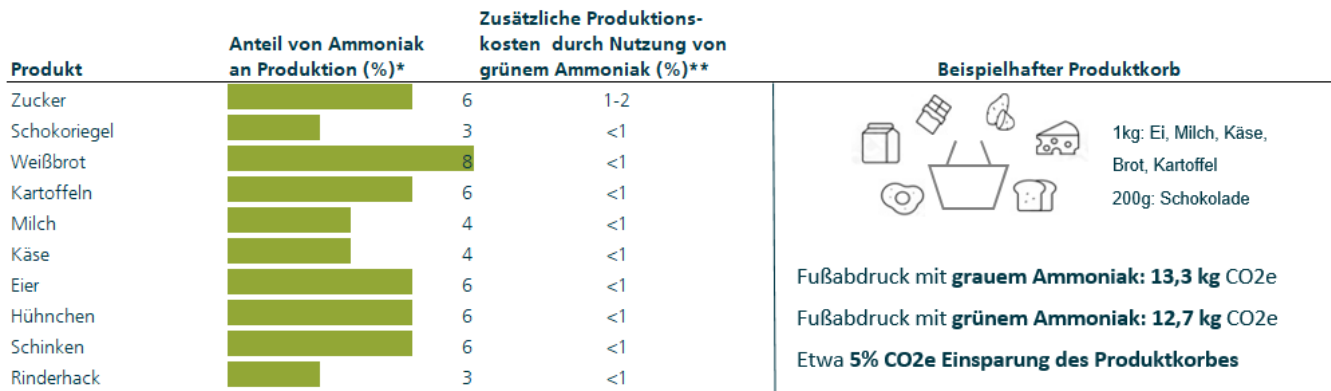 Produkt
Anteil von Ammoniak
an Produktion (%)*
Zusätzliche Produktions-
kosten durch Nutzung von
grünem Ammoniak (%)**
Beispielhafter Produktkorb
Zucker 6 1-2
Schokoriegel 3 <1
Weißbrot 8 <1
Kartoffeln 6 <1
Milch 4 <1
Käse 4 <1
Eier 6 <1
Hühnchen 6 <1
Schinken 6 <1
Rinderhack 3 <1
1kg: Ei, Milch, Käse,
Brot, Kartoffel
200g: Schokolade
Fußabdruck mit grauem Ammoniak: 13,3 kg CO2e
Fußabdruck mit grünem Ammoniak: 12,7 kg CO2e
Etwa 5% CO2e Einsparung des Produktkorbes